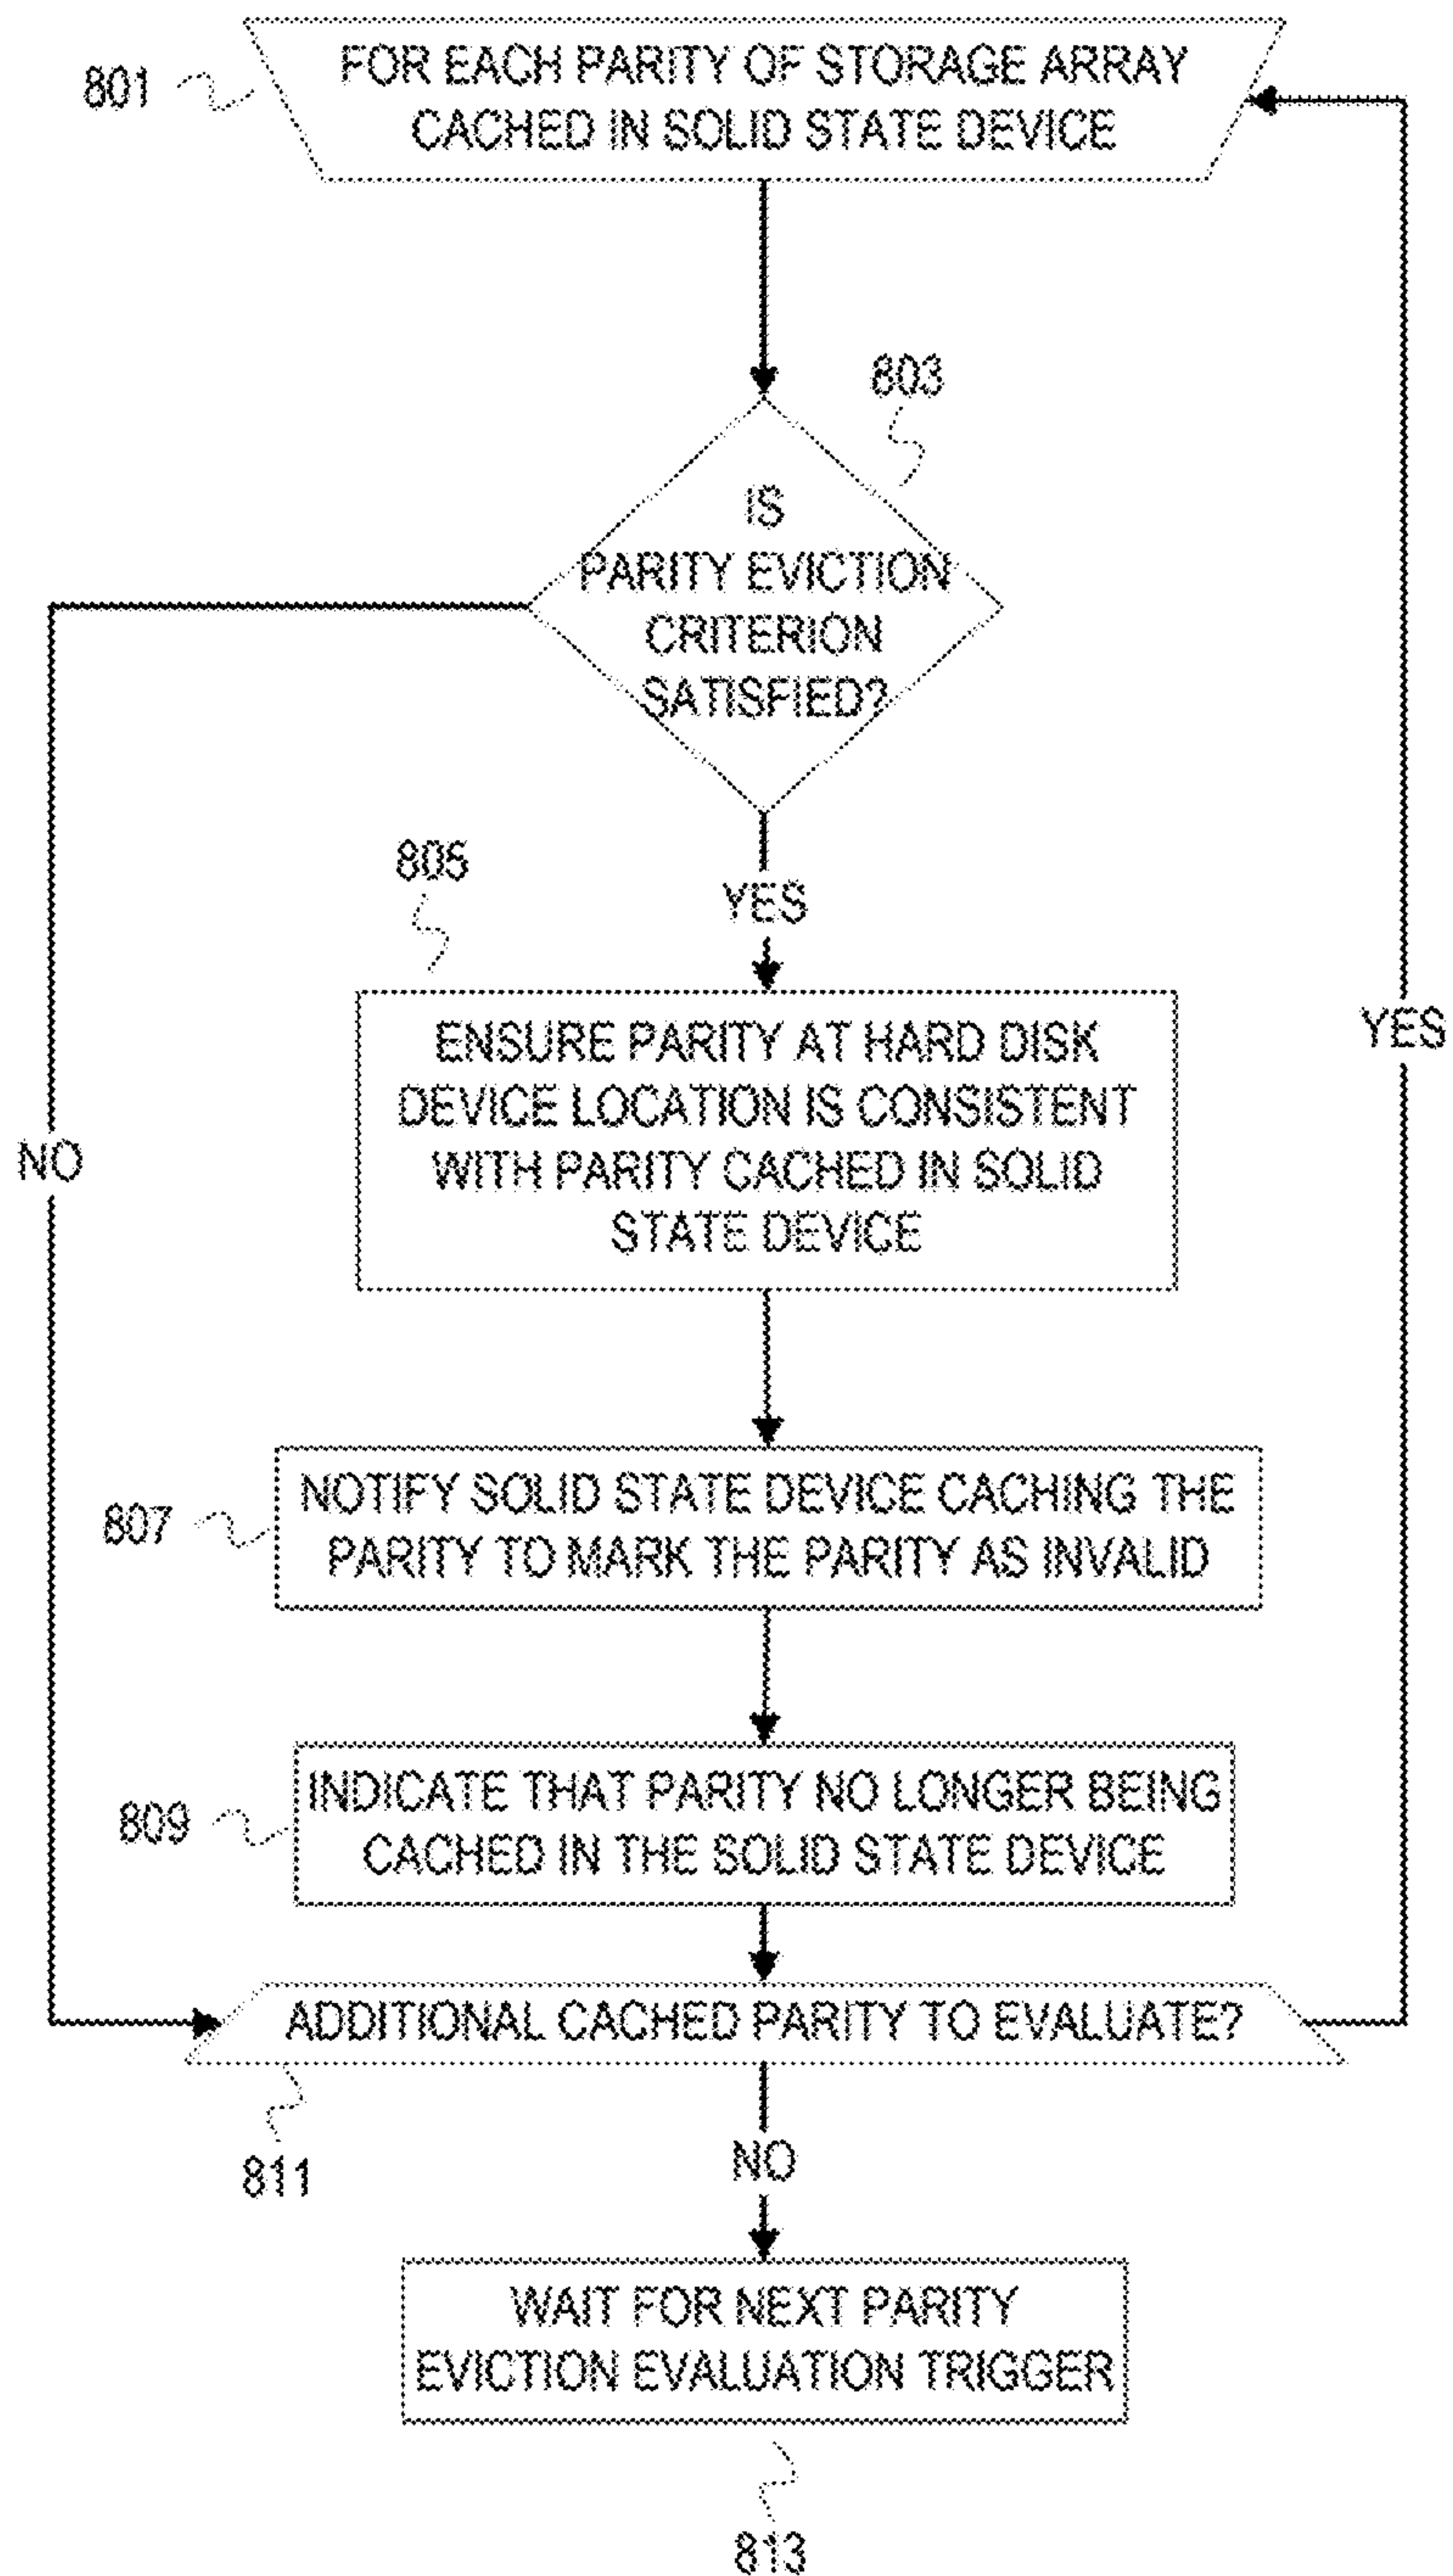 801
FOR EACH PARITY OF STORAGE ARRAY
CACHED IN SOLID STATE DEVICE
803
IS
PARITY EVICTION
CRITERION
SATISFIED?
805
YES
ENSURE PARITY AT HARD DISK
DEVICE LOCATION IS CONSISTENT
WITH PARITY CACHED IN SOLID
STATE DEVICE
YES
NO
807
NOTIFY SOLID STATE DEVICE CACHING THE
PARITY TO MARK THE PARITY AS INVALID
809
INDICATE THAT PARITY NO LONGER BEING
CACHED IN THE SOLID STATE DEVICE
ADDITIONAL CACHED PARITY TO EVALUATE?
811
NO
WAIT FOR NEXT PARITY
EVICTION EVALUATION TRIGGER
813